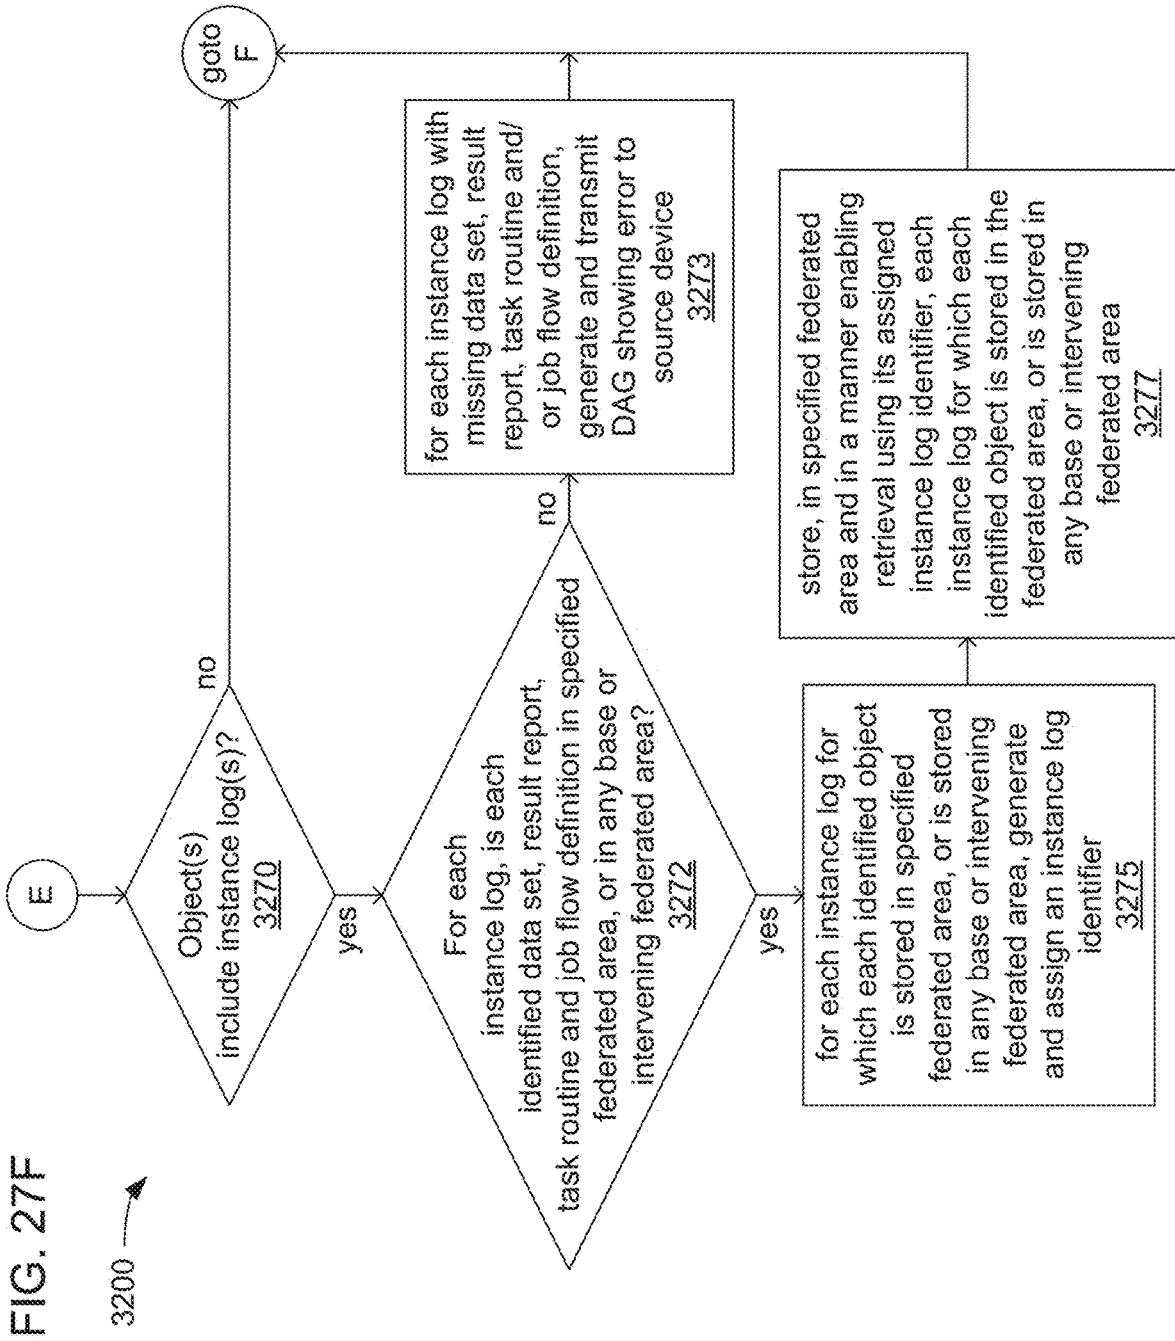 FIG. 27F
3200
E
Object(s)
include instance log(s)?
3270
no
goto
F
yes
For each
instance log, is each
identified data set, result report,
task routine and job flow definition in specified
federated area, or in any base or
intervening federated area?
3272
no
for each instance log with
missing data set, result
report, task routine and/
or job flow definition,
generate and transmit
DAG showing error to
source device
3273
yes
for each instance log for
which each identified object
is stored in specified
federated area, or is stored
in any base or intervening
federated area, generate
and assign an instance log
identifier
3275
store, in specified federated
area and in a manner enabling
retrieval using its assigned
instance log identifier, each
instance log for which each
identified object is stored in the
federated area, or is stored in
any base or intervening
federated area
3277